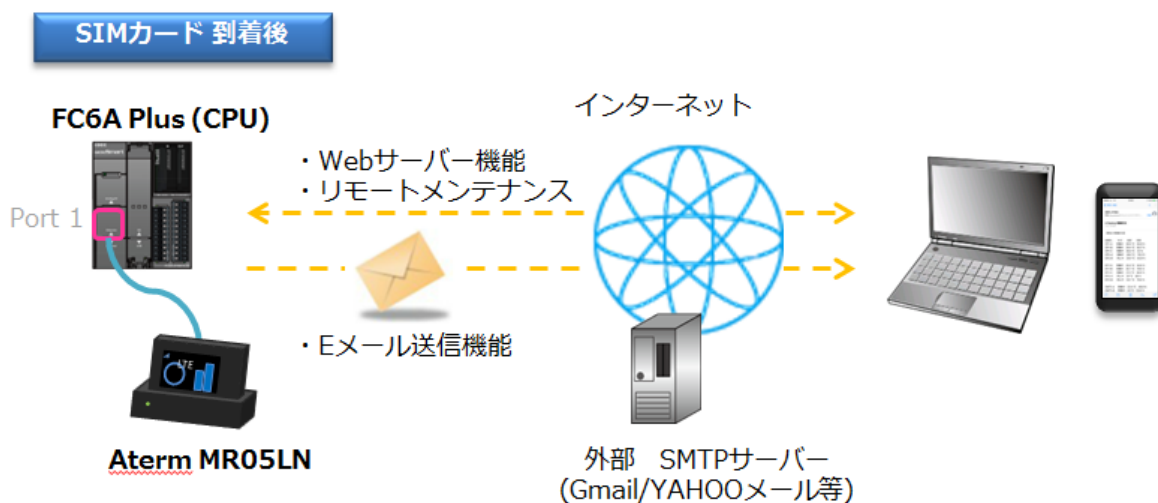 SIMカード 到着後
FC6A Plus (CPU)
インターネット
・Webサーバー機能
・リモートメンテナンス
Port 1
・Eメール送信機能
LTE
Aterm MR05LN
外部　SMTPサーバー
(Gmail/YAHOOメール等)